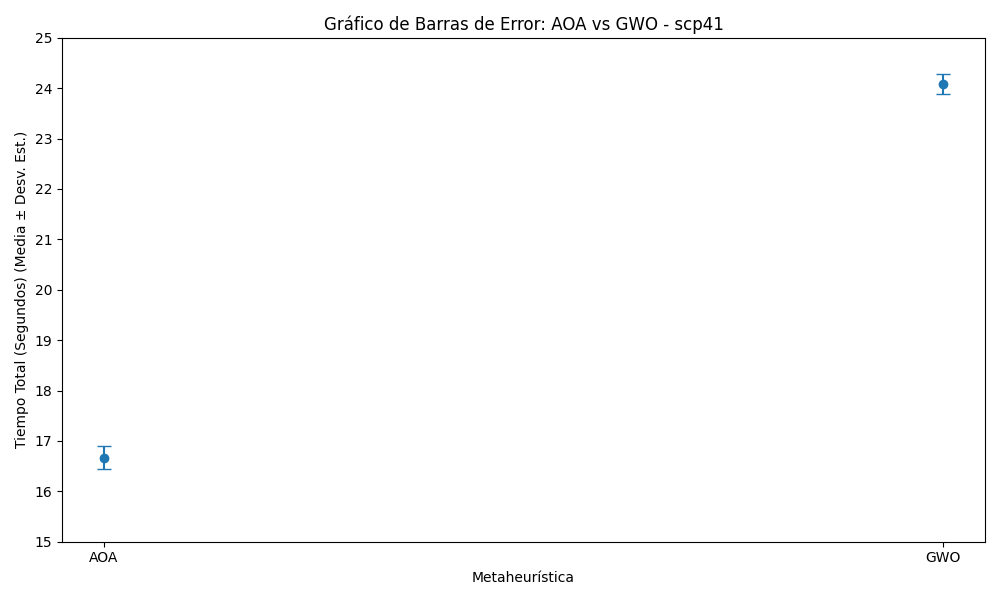 Gráfico de Barras de Error: AOA vs GWO - scp41
Tiempo Total (Segundos) (Media ± Desv. Est.)
25
24
23
22
21
20
19
18
17
16
15
AOA
GWO
Metaheurística